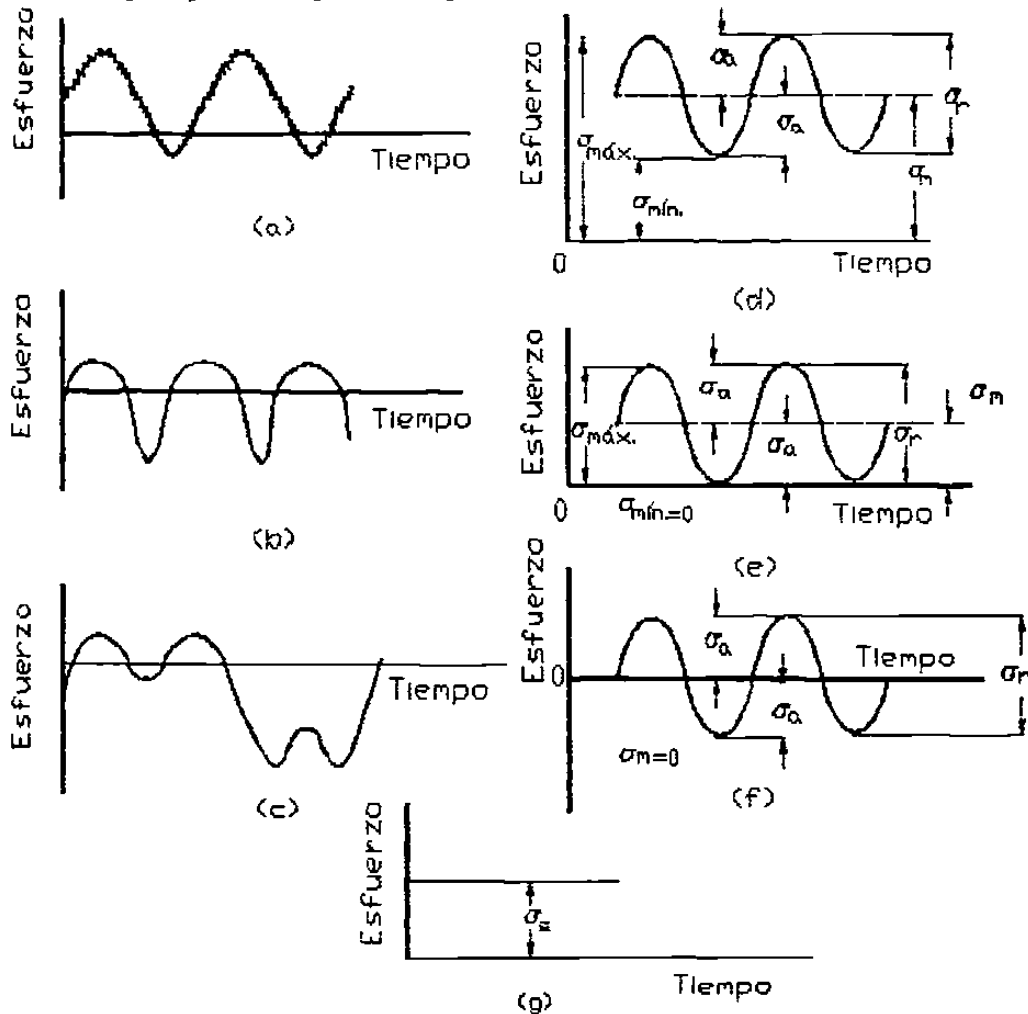 Esfuerzo
Tiempo
(a)
Esfuerzo
Tiempo
(b)
Esfuerzo
Tiempo
(c)
Esfuerzo
σa
σa
σr
σmáx.
σmín.
σm
0
Tiempo
(d)
Esfuerzo
σa
σm
σmáx.
σa
σr
0
σmín.=0
Tiempo
(e)
Esfuerzo
σa
Tiempo
0
σr
σa
σm=0
(f)
Esfuerzo
Tiempo
(g)